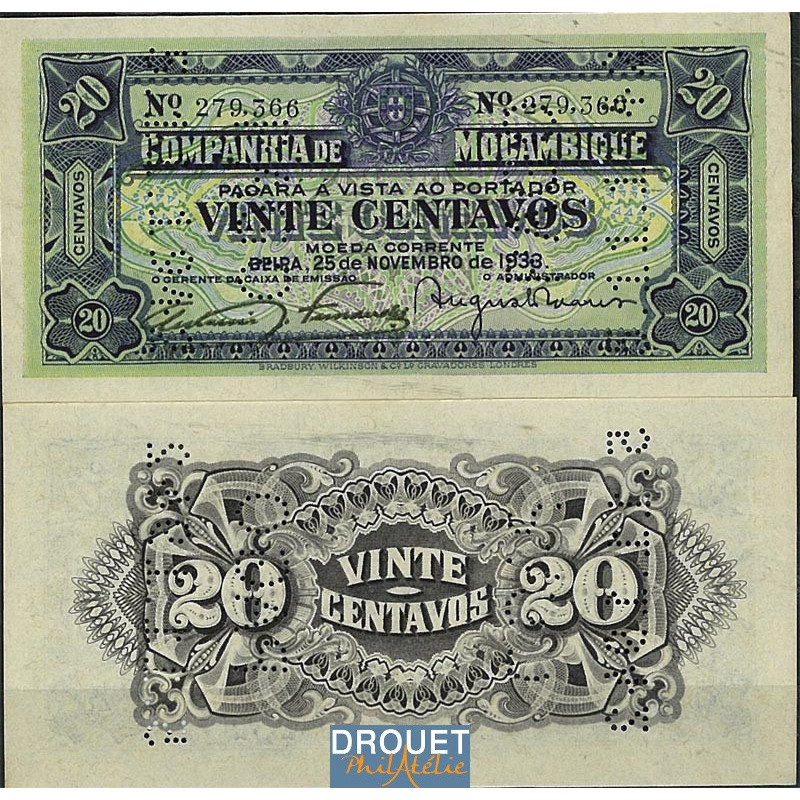 20 20
Nº 279,366 Nº 279,366
COMPANHIA DE MOÇAMBIQUE
CENTAVOS CENTAVOS
PAGARÁ Á VISTA AO PORTADOR
VINTE CENTAVOS
MOEDA CORRENTE
BEIRA, 25 de NOVEMBRO de 1933
O GERENTE DA CAIXA DE EMISSÃO O ADMINISTRADOR
20 20
BRADBURY, WILKINSON & Cº Lº GRAVADORES LONDRES
VINTE
20 20
CENTAVOS
DROUET
Philatélie